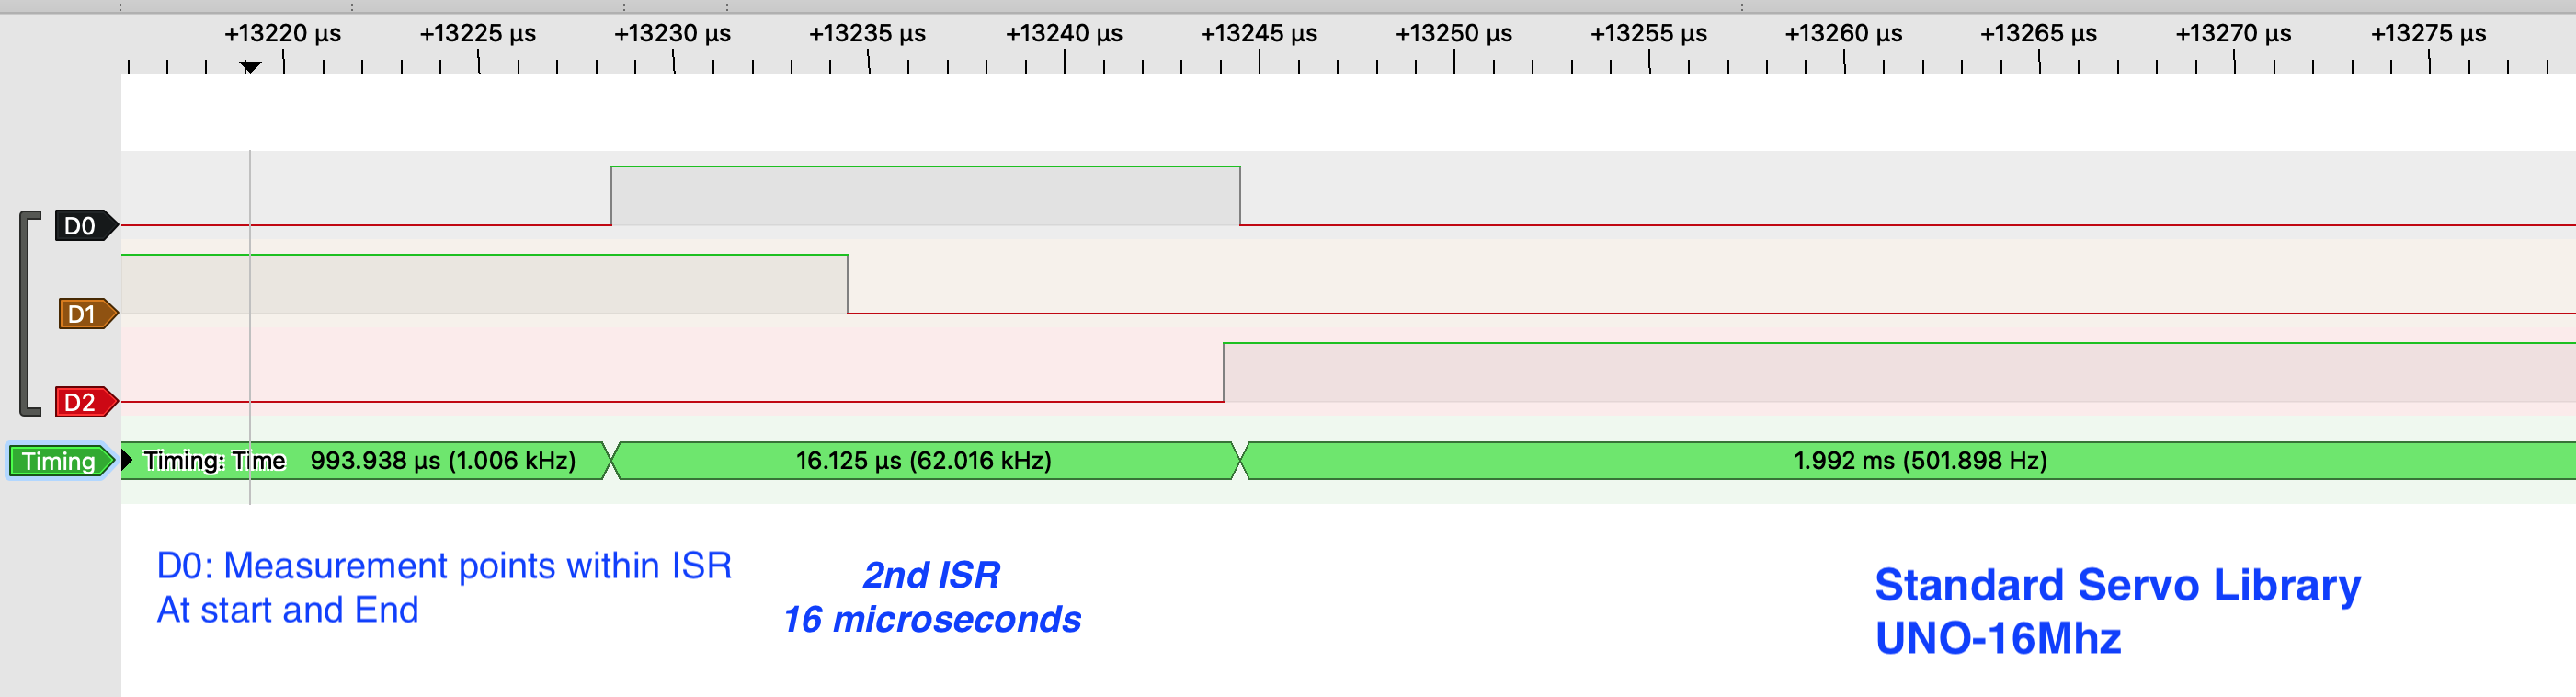 +13220 µs +13225 µs +13230 µs +13235 µs +13240 µs +13245 µs +13250 µs +13255 µs +13260 µs +13265 µs +13270 µs +13275 µs
D0
D1
D2
Timing Timing: Time 993.938 µs (1.006 kHz) 16.125 µs (62.016 kHz) 1.992 ms (501.898 Hz)
D0: Measurement points within ISR
At start and End
2nd ISR
16 microseconds
Standard Servo Library
UNO-16Mhz